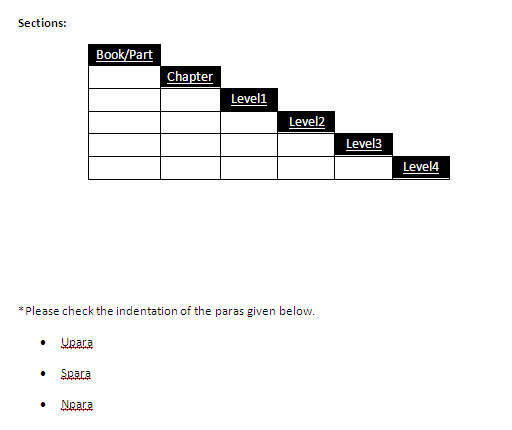 Sections:
Book/Part
Chapter
Level1
Level2
Level3
Level4
*Please check the indentation of the paras given below.
• Upara
• Spara
• Npara